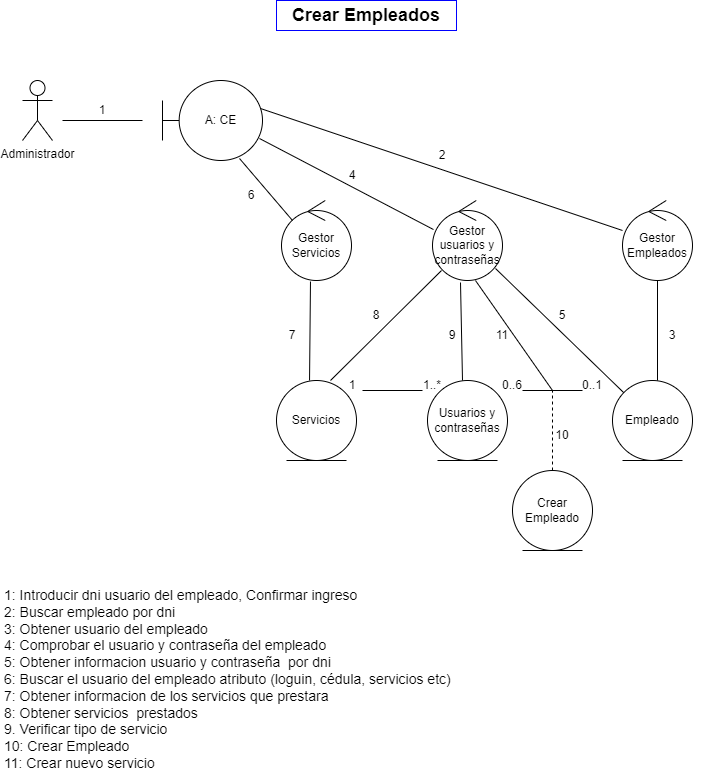 Crear Empleados
1
Administrador
A: CE
2
4
6
Gestor
Servicios
Gestor
usuarios y
contraseñas
Gestor
Empleados
8
5
7
9
11
3
1
1..*
0..6
0..1
Servicios
Usuarios y
contraseñas
Empleado
10
Crear
Empleado
1: Introducir dni usuario del empleado, Confirmar ingreso
2: Buscar empleado por dni
3: Obtener usuario del empleado
4: Comprobar el usuario y contraseña del empleado
5: Obtener informacion usuario y contraseña  por dni
6: Buscar el usuario del empleado atributo (loguin, cédula, servicios etc)
7: Obtener informacion de los servicios que prestara
8: Obtener servicios  prestados
9. Verificar tipo de servicio
10: Crear Empleado
11: Crear nuevo servicio